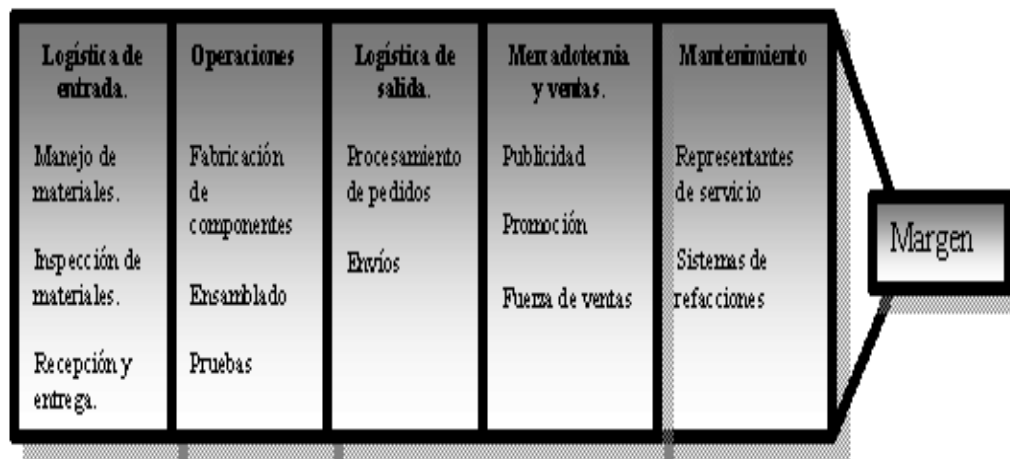 Logística de
entrada.
Manejo de
materiales.
Inspección de
materiales.
Recepción y
entrega.
Operaciones
Fabricación
de
componentes
Ensamblado
Pruebas
Logística de
salida.
Procesamiento
de pedidos
Envíos
Mercadotecnia
y ventas.
Publicidad
Promoción
Fuerza de ventas
Mantenimiento
Representantes
de servicio
Sistemas de
refacciones
Margen